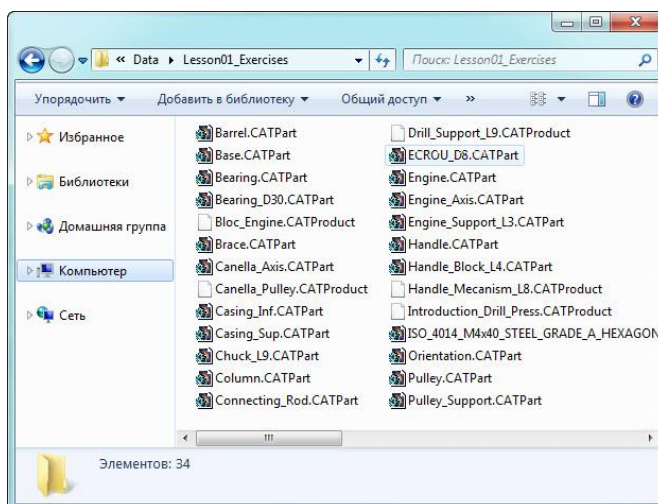 « Data ▸ Lesson01_Exercises
Поиск: Lesson01_Exercises
Упорядочить
Добавить в библиотеку
Общий доступ
»
Избранное
Библиотеки
Домашняя группа
Компьютер
Сеть
Barrel.CATPart
Base.CATPart
Bearing.CATPart
Bearing_D30.CATPart
Bloc_Engine.CATProduct
Brace.CATPart
Canella_Axis.CATPart
Canella_Pulley.CATProduct
Casing_Inf.CATPart
Casing_Sup.CATPart
Chuck_L9.CATPart
Column.CATPart
Connecting_Rod.CATPart
Drill_Support_L9.CATProduct
ECROU_D8.CATPart
Engine.CATPart
Engine_Axis.CATPart
Engine_Support_L3.CATPart
Handle.CATPart
Handle_Block_L4.CATPart
Handle_Mecanism_L8.CATProduct
Introduction_Drill_Press.CATProduct
ISO_4014_M4x40_STEEL_GRADE_A_HEXAGON
Orientation.CATPart
Pulley.CATPart
Pulley_Support.CATPart
Элементов: 34